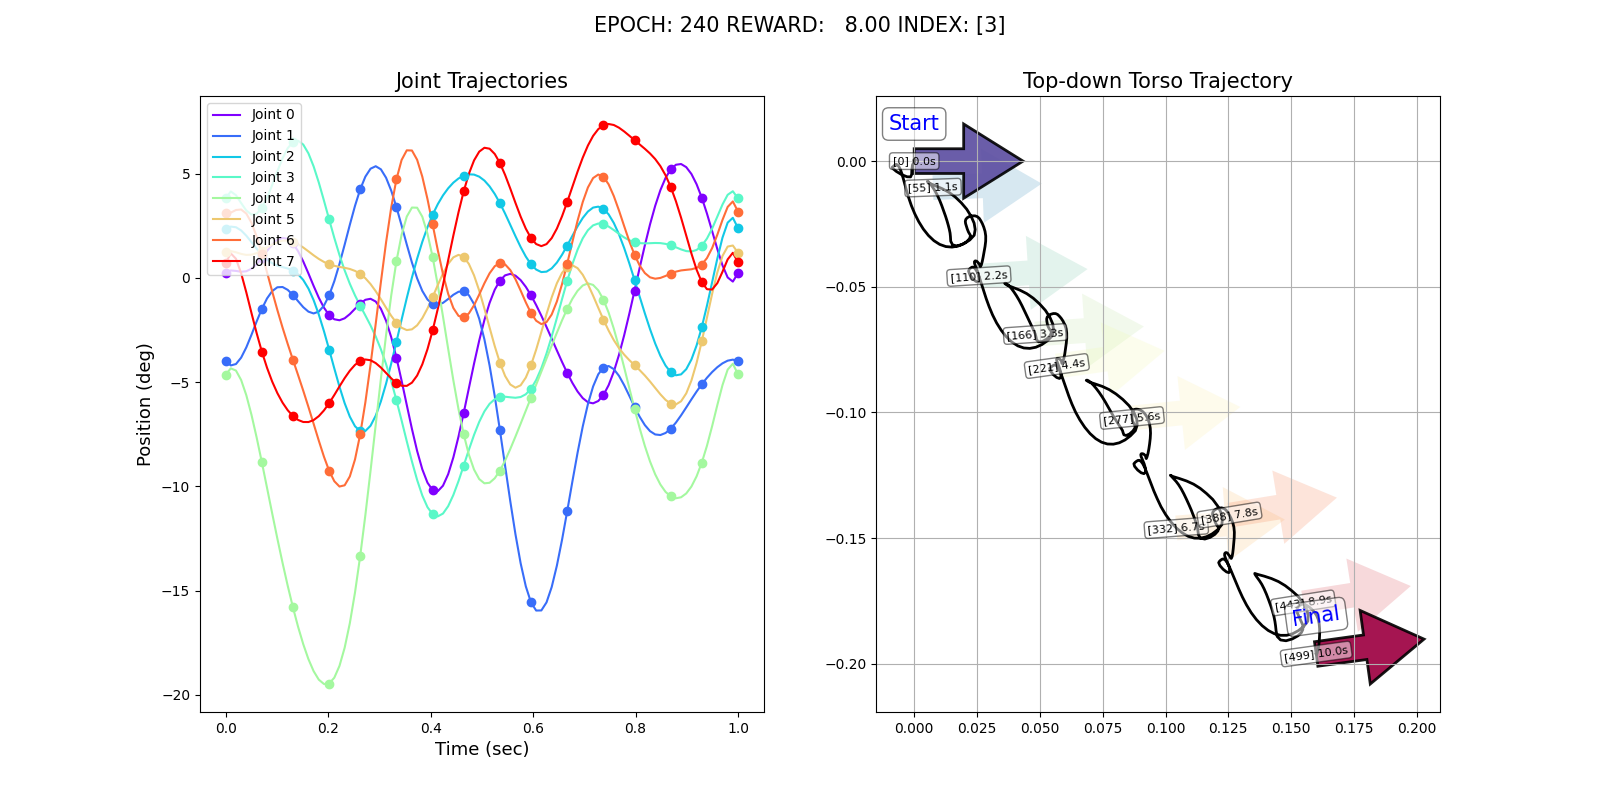 EPOCH: 240 REWARD:   8.00 INDEX: [3]
Joint Trajectories
Joint 0
Joint 1
Joint 2
Joint 3
Joint 4
Joint 5
Joint 6
Joint 7
5
0
−5
−10
−15
−20
Position (deg)
0.0 0.2 0.4 0.6 0.8 1.0
Time (sec)
Top-down Torso Trajectory
Start
[0] 0.0s
[55] 1.1s
[110] 2.2s
[166] 3.3s
[221] 4.4s
[277] 5.6s
[332] 6.7s
[388] 7.8s
[443] 8.9s
Final
[499] 10.0s
0.00
−0.05
−0.10
−0.15
−0.20
0.000 0.025 0.050 0.075 0.100 0.125 0.150 0.175 0.200